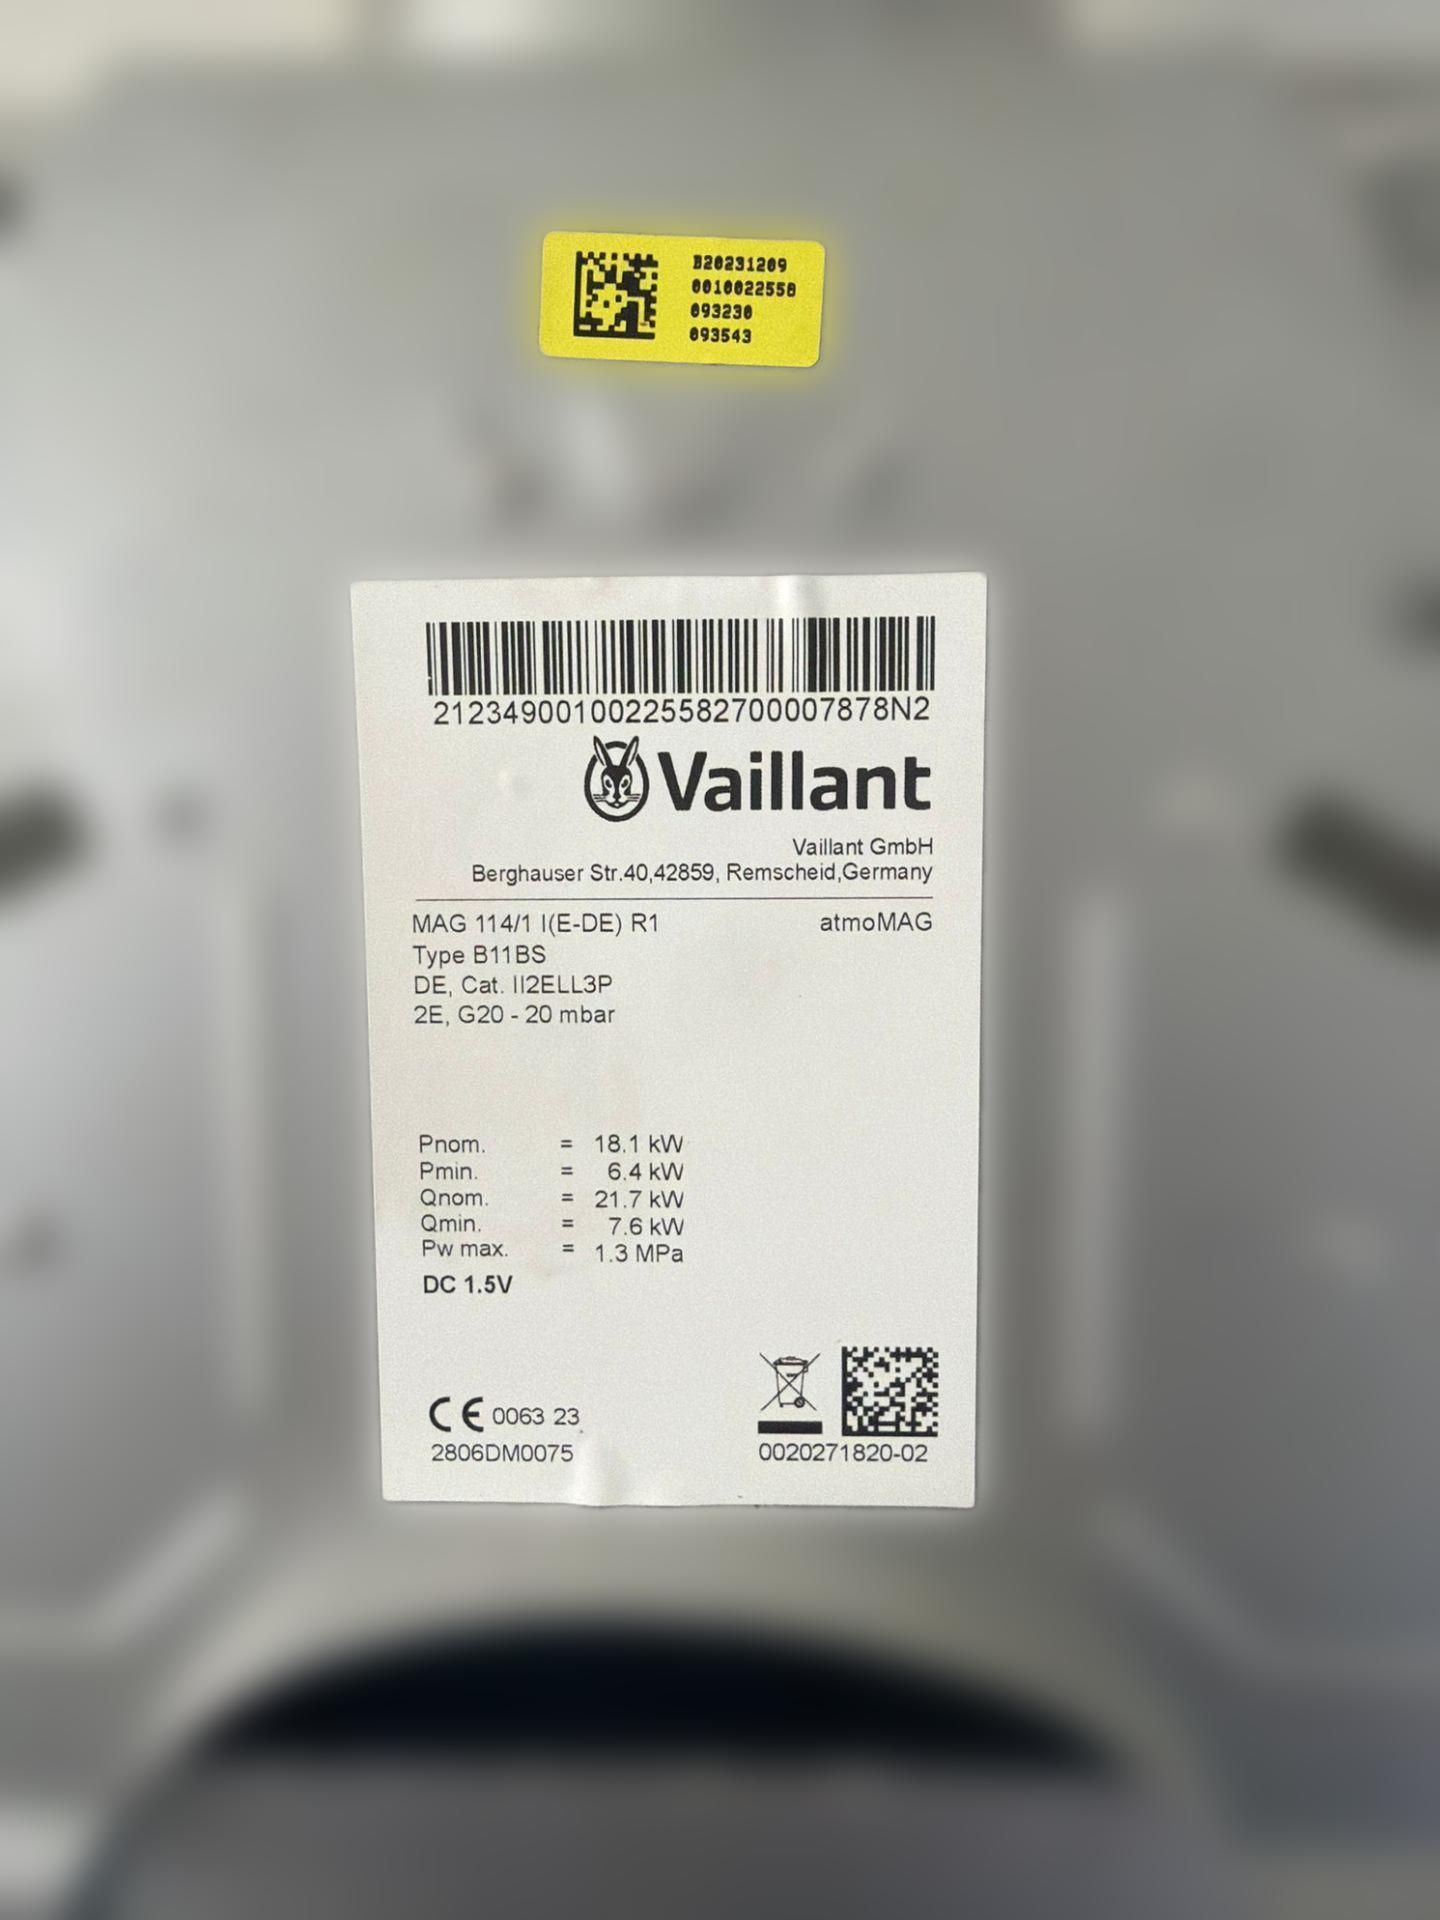 B20231209
0010022558
093230
093543
21234900100225582700007878N2
Vaillant
Vaillant GmbH
Berghauser Str.40,42859, Remscheid,Germany
MAG 114/1 I(E-DE) R1 atmoMAG
Type B11BS
DE, Cat. II2ELL3P
2E, G20 - 20 mbar
Pnom. = 18.1 kW
Pmin. = 6.4 kW
Qnom. = 21.7 kW
Qmin. = 7.6 kW
Pw max. = 1.3 MPa
DC 1.5V
CE 0063 23
2806DM0075 0020271820-02